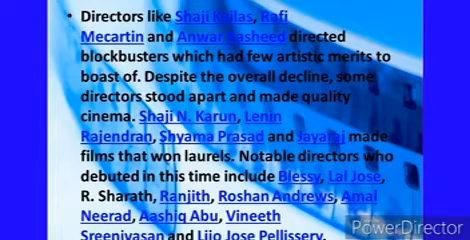 • Directors like Shaji Kailas, Rafi
Mecartin and Anwar Rasheed directed
blockbusters which had few artistic merits to
boast of. Despite the overall decline, some
directors stood apart and made quality
cinema. Shaji N. Karun, Lenin
Rajendran, Shyama Prasad and Jayaraj made
films that won laurels. Notable directors who
debuted in this time include Blessy, Lal Jose,
R. Sharath, Ranjith, Roshan Andrews, Amal
Neerad, Aashiq Abu, Vineeth
Sreenivasan and Lijo Jose Pellissery.
PowerDirector